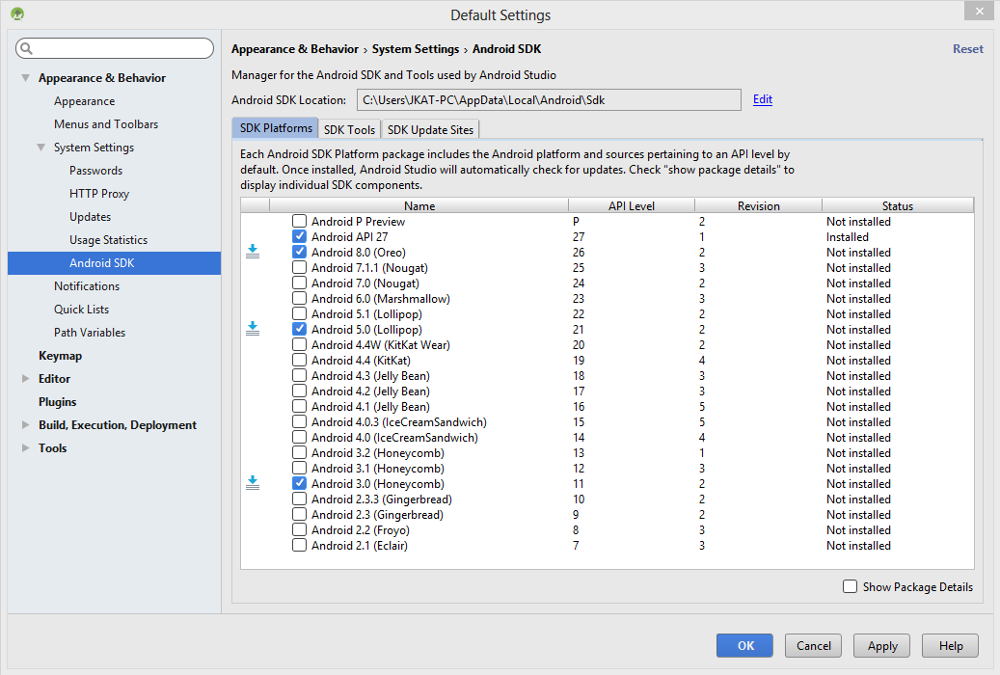 Default Settings
Appearance & Behavior
Appearance
Menus and Toolbars
System Settings
Passwords
HTTP Proxy
Updates
Usage Statistics
Android SDK
Notifications
Quick Lists
Path Variables
Keymap
Editor
Plugins
Build, Execution, Deployment
Tools
Appearance & Behavior › System Settings › Android SDK Reset
Manager for the Android SDK and Tools used by Android Studio
Android SDK Location: C:\Users\JKAT-PC\AppData\Local\Android\Sdk Edit
SDK Platforms SDK Tools SDK Update Sites
Each Android SDK Platform package includes the Android platform and sources pertaining to an API level by
default. Once installed, Android Studio will automatically check for updates. Check "show package details" to
display individual SDK components.
Name API Level Revision Status
Android P Preview P 2 Not installed
Android API 27 27 1 Installed
Android 8.0 (Oreo) 26 2 Not installed
Android 7.1.1 (Nougat) 25 3 Not installed
Android 7.0 (Nougat) 24 2 Not installed
Android 6.0 (Marshmallow) 23 3 Not installed
Android 5.1 (Lollipop) 22 2 Not installed
Android 5.0 (Lollipop) 21 2 Not installed
Android 4.4W (KitKat Wear) 20 2 Not installed
Android 4.4 (KitKat) 19 4 Not installed
Android 4.3 (Jelly Bean) 18 3 Not installed
Android 4.2 (Jelly Bean) 17 3 Not installed
Android 4.1 (Jelly Bean) 16 5 Not installed
Android 4.0.3 (IceCreamSandwich) 15 5 Not installed
Android 4.0 (IceCreamSandwich) 14 4 Not installed
Android 3.2 (Honeycomb) 13 1 Not installed
Android 3.1 (Honeycomb) 12 3 Not installed
Android 3.0 (Honeycomb) 11 2 Not installed
Android 2.3.3 (Gingerbread) 10 2 Not installed
Android 2.3 (Gingerbread) 9 2 Not installed
Android 2.2 (Froyo) 8 3 Not installed
Android 2.1 (Eclair) 7 3 Not installed
Show Package Details
OK Cancel Apply Help